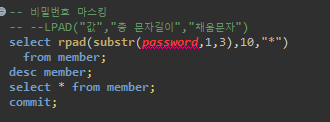 -- 비밀번호 마스킹
-- --LPAD("값","총 문자길이","채움문자")
select rpad(substr(password,1,3),10,"*")
from member;
desc member;
select * from member;
commit;